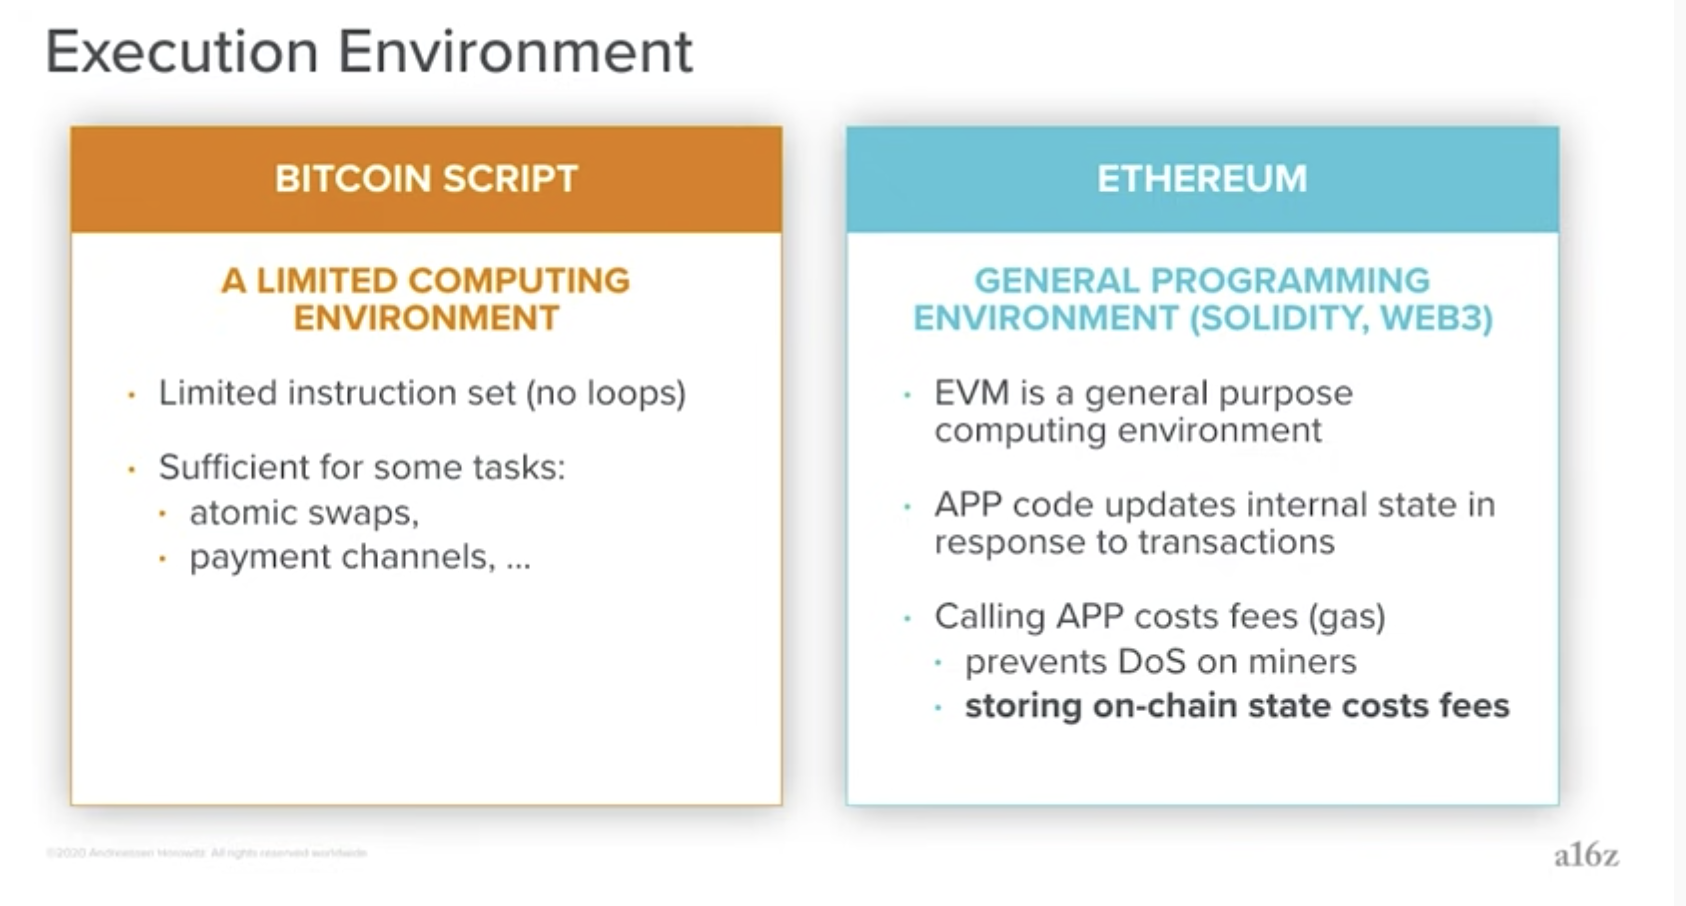 Execution Environment
BITCOIN SCRIPT
A LIMITED COMPUTING
ENVIRONMENT
· Limited instruction set (no loops)
· Sufficient for some tasks:
· atomic swaps,
· payment channels, ...
ETHEREUM
GENERAL PROGRAMMING
ENVIRONMENT (SOLIDITY, WEB3)
· EVM is a general purpose
computing environment
· APP code updates internal state in
response to transactions
· Calling APP costs fees (gas)
· prevents DoS on miners
· storing on-chain state costs fees
©2020 Andreessen Horowitz. All rights reserved worldwide.
a16z